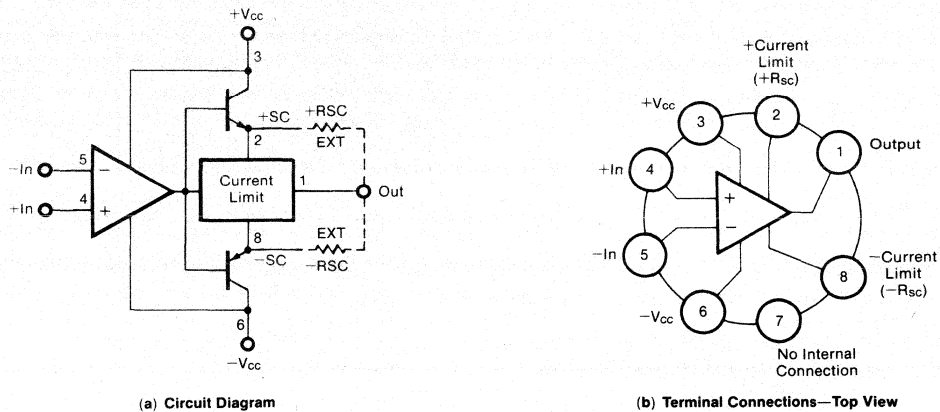 +Vcc
3
+SC
+RSC
2
EXT
−In
5
−
4
+
+In
Current
Limit
1
Out
8
EXT
−SC
−RSC
6
−Vcc
(a) Circuit Diagram
+Current
Limit
(+Rsc)
+Vcc
3
2
1
Output
+In
4
+
−
−In
5
8
−Current
Limit
(−Rsc)
−Vcc
6
7
No Internal
Connection
(b) Terminal Connections—Top View